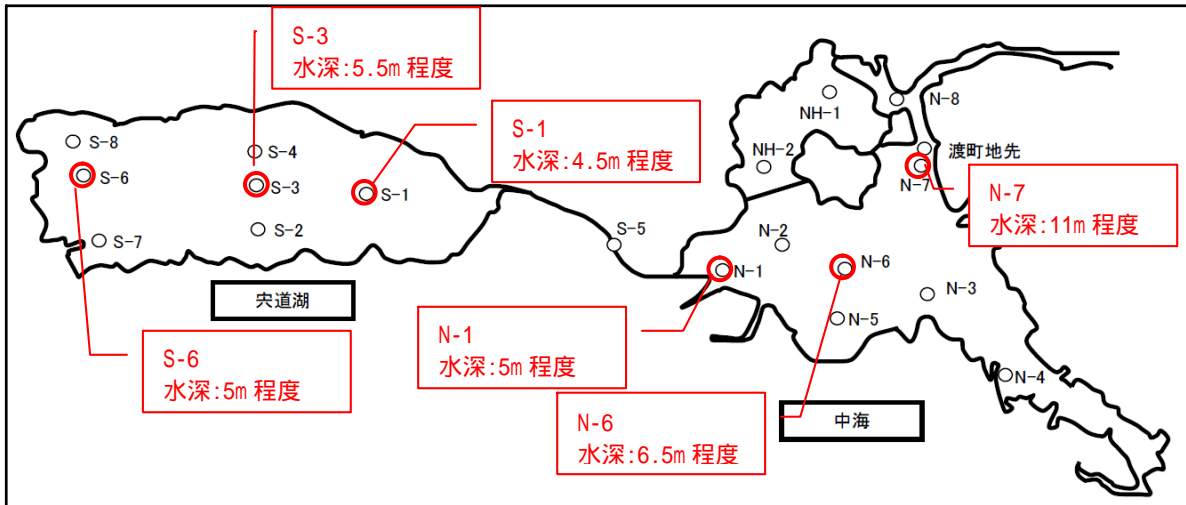 S-3
水深:5.5m 程度
S-1
水深:4.5m 程度
NH-1
N-8
S-8
S-4
NH-2
渡町地先
S-6
S-3
S-1
N-7
N-7
水深:11m 程度
S-7
S-2
S-5
N-2
N-1
N-6
N-3
宍道湖
N-5
N-1
水深:5m 程度
S-6
水深:5m 程度
N-4
N-6
水深:6.5m 程度
中海